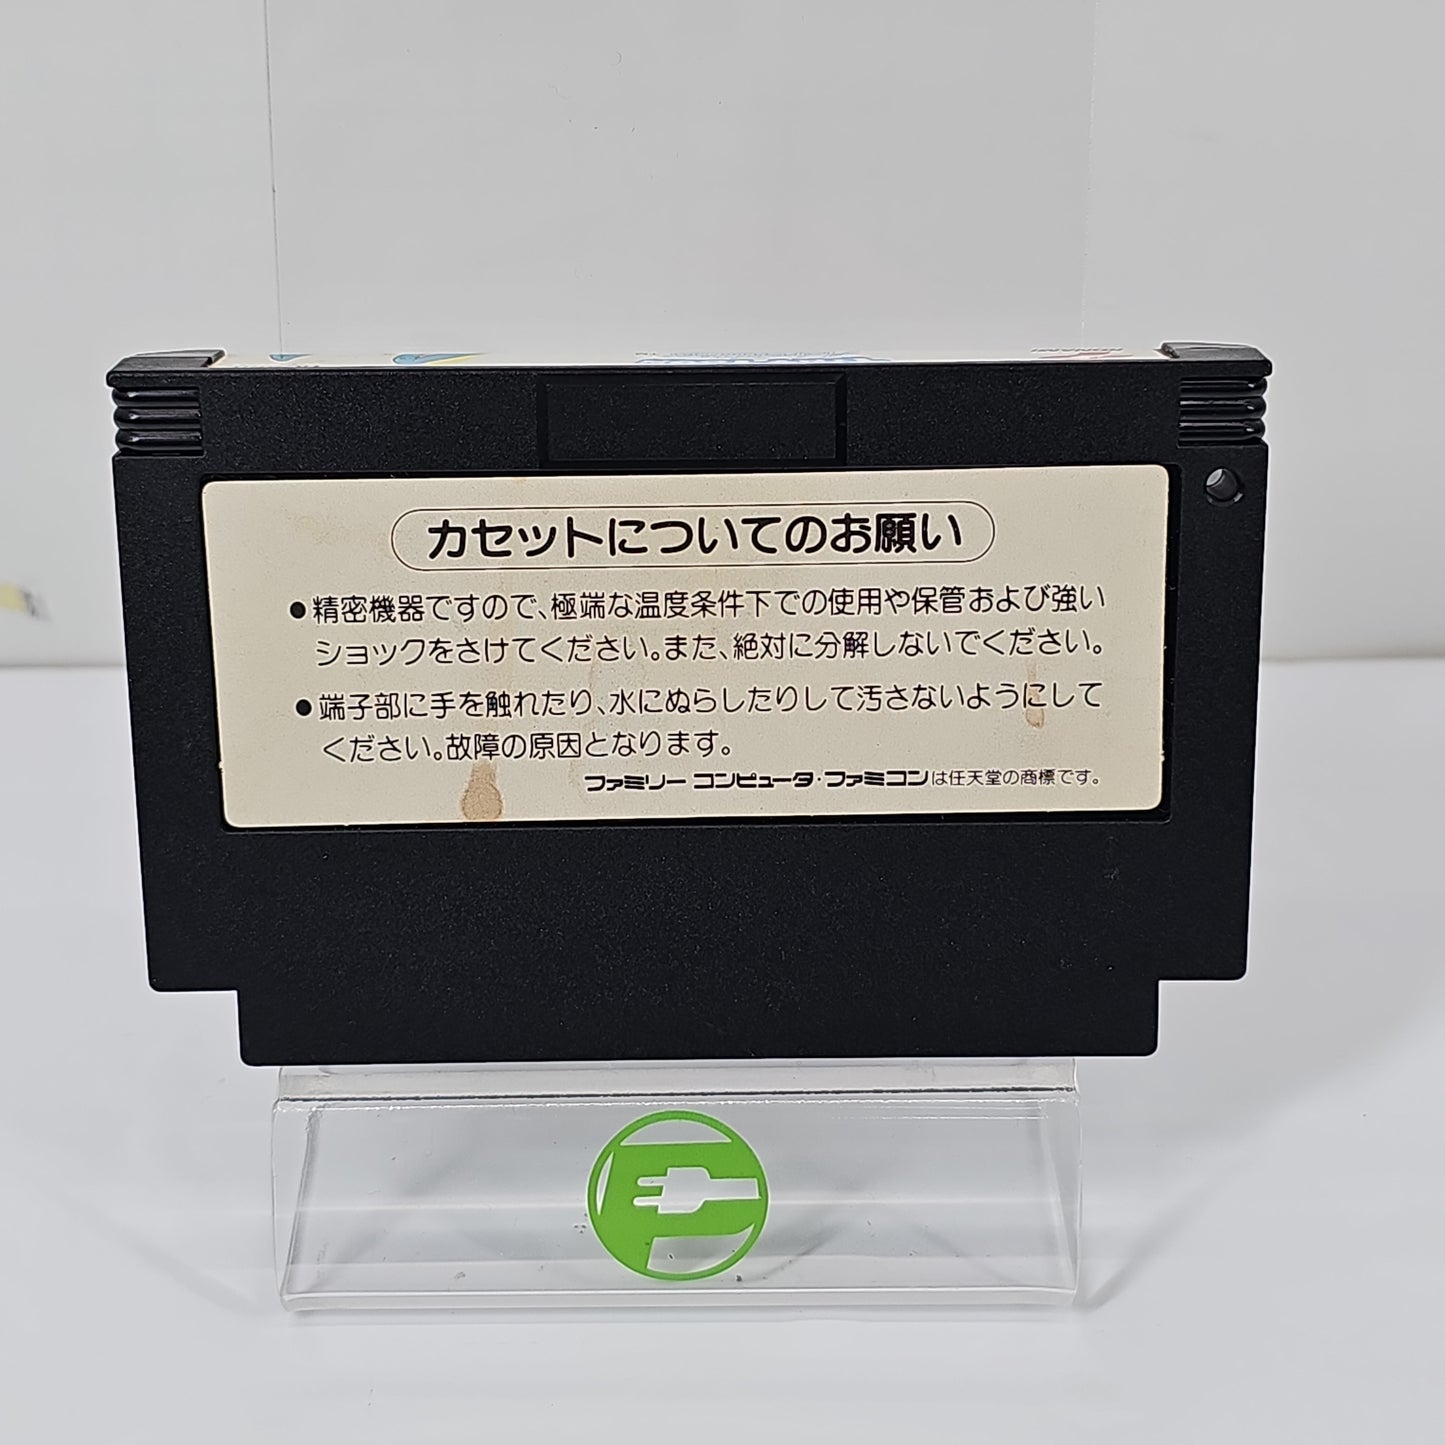 カセットについてのお願い
●精密機器ですので、極端な温度条件下での使用や保管および強い
ショックをさけてください。また、絶対に分解しないでください。
●端子部に手を触れたり、水にぬらしたりして汚さないようにして
ください。故障の原因となります。
ファミリー コンピュータ・ファミコンは任天堂の商標です。